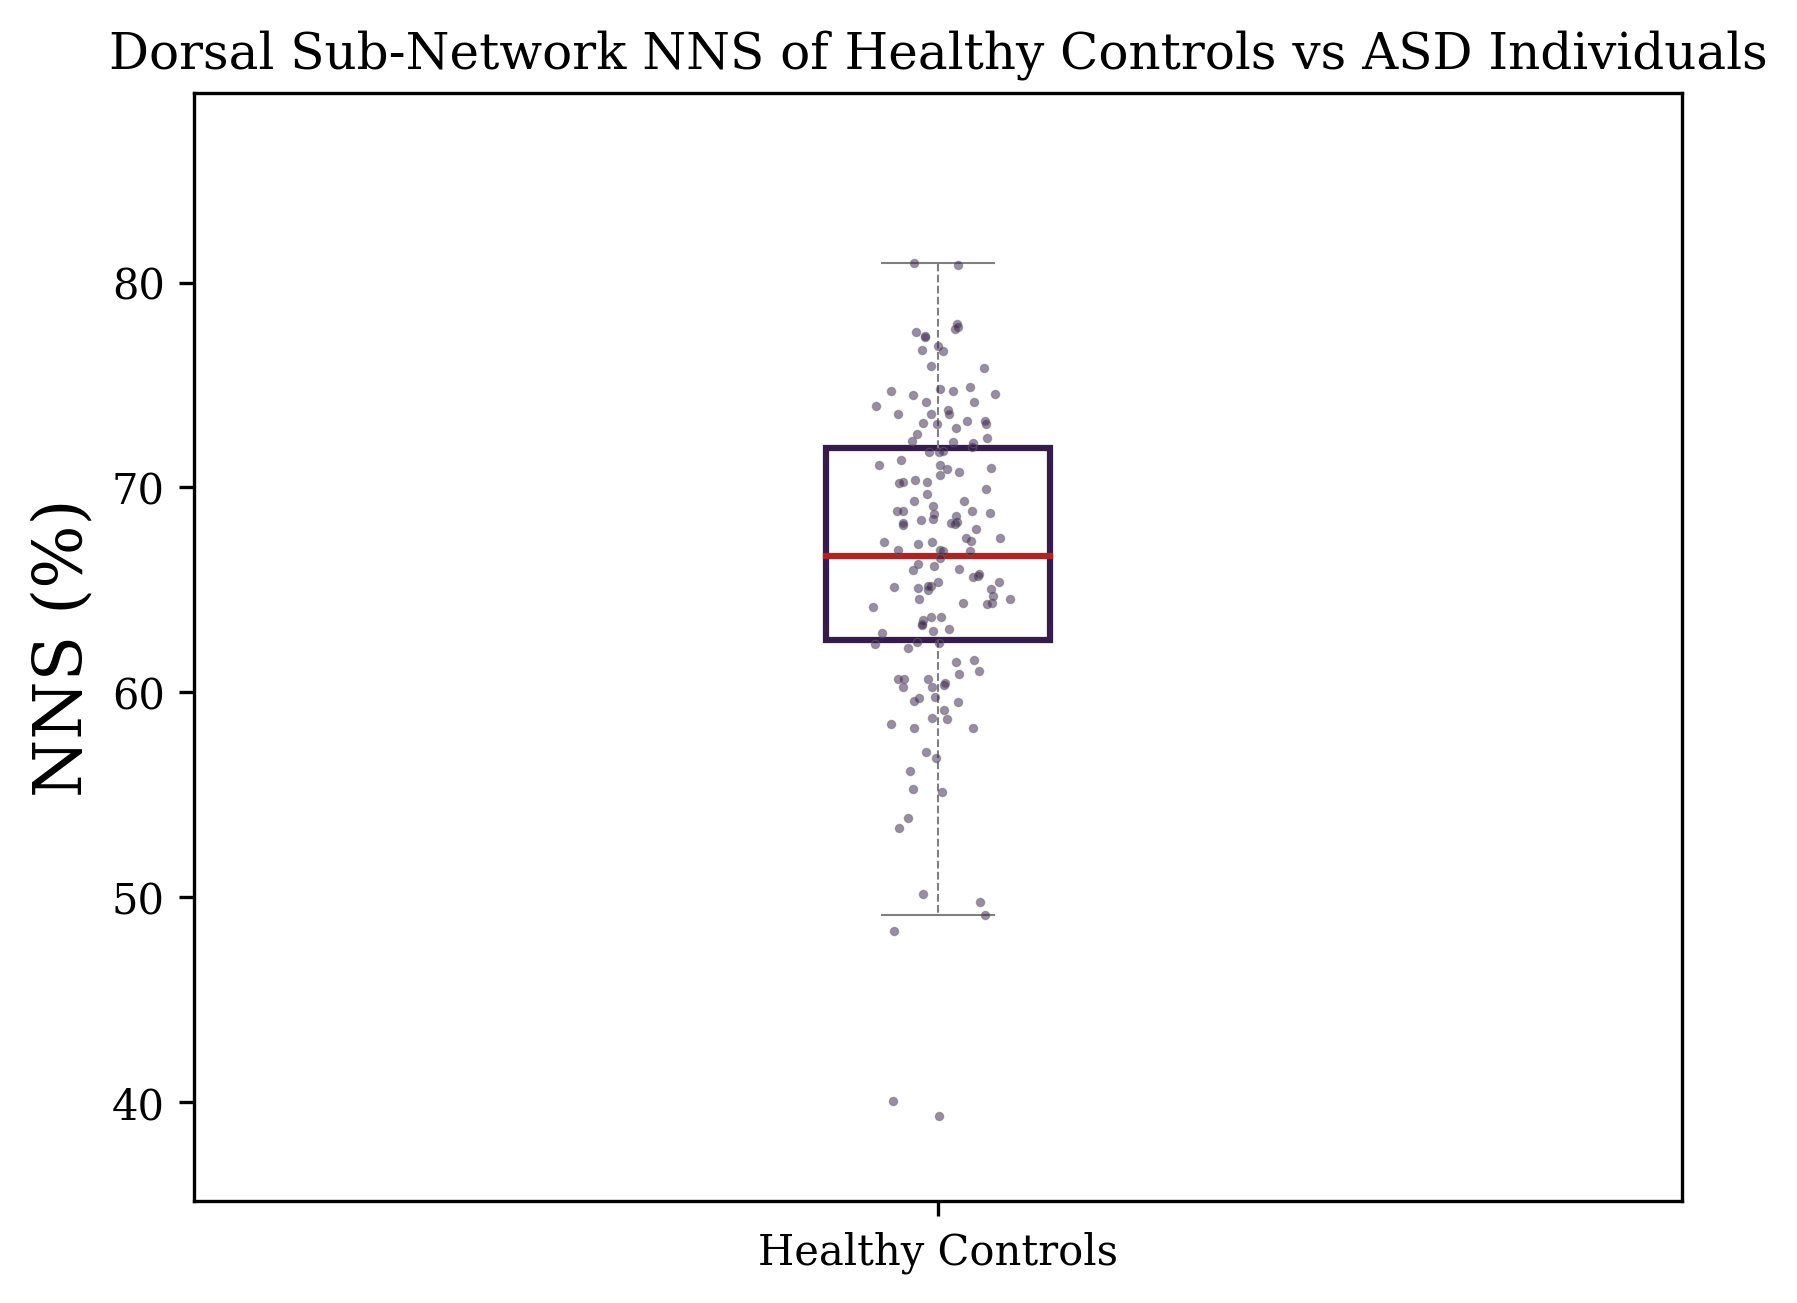 Dorsal Sub-Network NNS of Healthy Controls vs ASD Individuals
NNS (%)
80
70
60
50
40
Healthy Controls